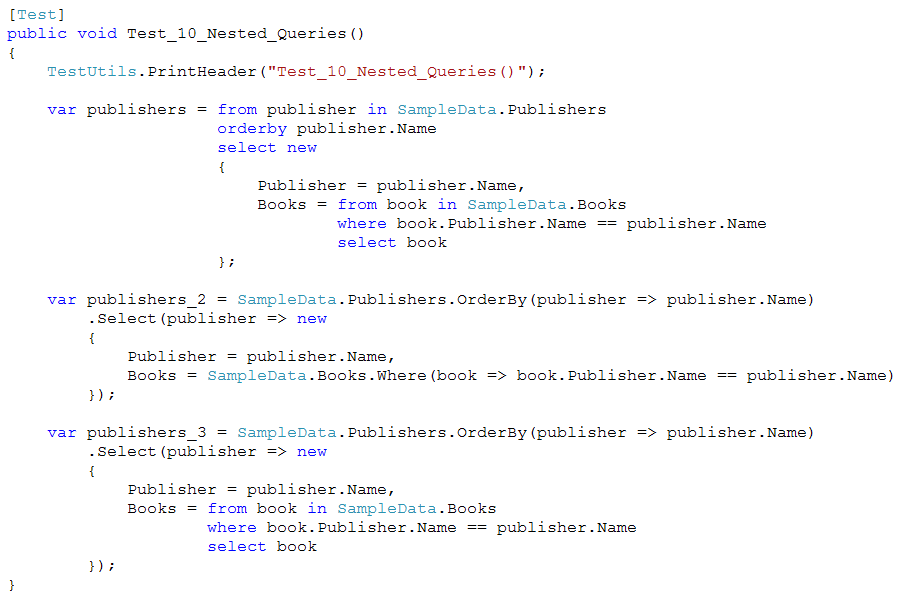 [Test]
public void Test_10_Nested_Queries()
{
    TestUtils.PrintHeader("Test_10_Nested_Queries()");

    var publishers = from publisher in SampleData.Publishers
                     orderby publisher.Name
                     select new
                     {
                         Publisher = publisher.Name,
                         Books = from book in SampleData.Books
                                 where book.Publisher.Name == publisher.Name
                                 select book
                     };

    var publishers_2 = SampleData.Publishers.OrderBy(publisher => publisher.Name)
        .Select(publisher => new
        {
            Publisher = publisher.Name,
            Books = SampleData.Books.Where(book => book.Publisher.Name == publisher.Name)
        });

    var publishers_3 = SampleData.Publishers.OrderBy(publisher => publisher.Name)
        .Select(publisher => new
        {
            Publisher = publisher.Name,
            Books = from book in SampleData.Books
                    where book.Publisher.Name == publisher.Name
                    select book
        });
}